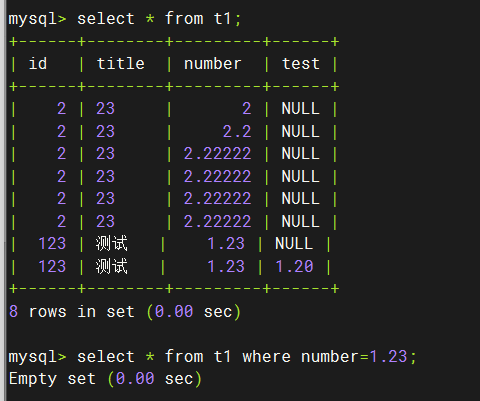 mysql> select * from t1;
+------+--------+---------+------+
| id   | title  | number  | test |
+------+--------+---------+------+
|    2 | 23     |       2 | NULL |
|    2 | 23     |     2.2 | NULL |
|    2 | 23     | 2.22222 | NULL |
|    2 | 23     | 2.22222 | NULL |
|    2 | 23     | 2.22222 | NULL |
|    2 | 23     | 2.22222 | NULL |
|  123 | 测试   |    1.23 | NULL |
|  123 | 测试   |    1.23 | 1.20 |
+------+--------+---------+------+
8 rows in set (0.00 sec)
mysql> select * from t1 where number=1.23;
Empty set (0.00 sec)